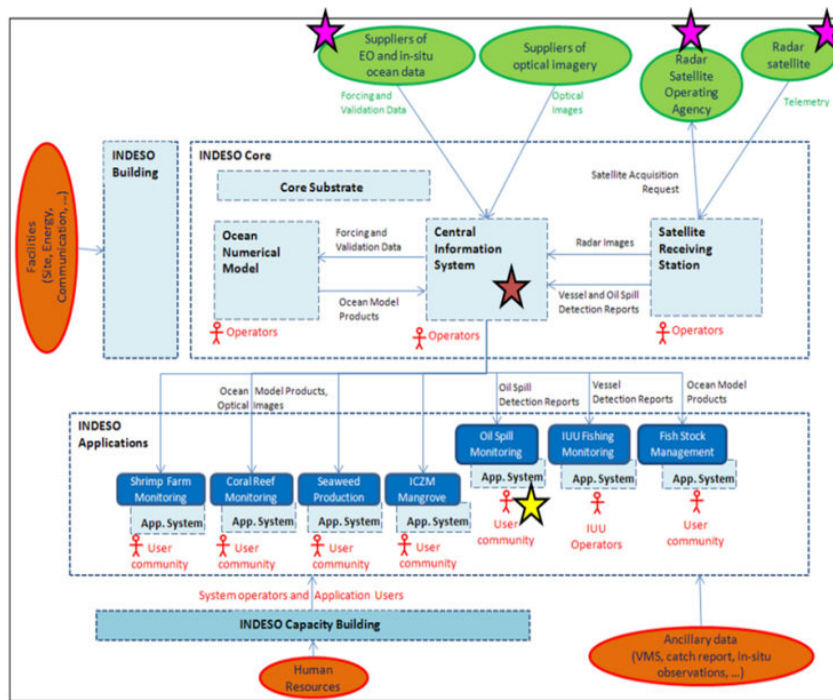 Suppliers of
EO and in-situ
ocean data
Suppliers of
optical imagery
Radar
Satellite
Operating
Agency
Radar
satellite
Forcing and
Validation Data
Optical
Images
Telemetry
INDESO
Building
INDESO Core
Core Substrate
Satellite Acquisition
Request
Facilities
(Site, Energy,
Communication, ...)
Ocean
Numerical
Model
Forcing and
Validation Data
Ocean Model
Products
Central
Information
System
Radar Images
Vessel and Oil Spill
Detection Reports
Satellite
Receiving
Station
Operators
Operators
Operators
Ocean Model Products,
Optical Images
Oil Spill
Detection Reports
Vessel
Detection Reports
Ocean Model
Products
INDESO
Applications
Shrimp Farm
Monitoring
App. System
User
community
Coral Reef
Monitoring
App. System
User
community
Seaweed
Production
App. System
User
community
ICZM
Mangrove
App. System
User
community
Oil Spill
Monitoring
App. System
User
community
IUU Fishing
Monitoring
App. System
IUU
Operators
Fish Stock
Management
App. System
User
community
System operators and Application Users
INDESO Capacity Building
Human
Resources
Ancillary data
(VMS, catch report, in-situ
observations, ...)